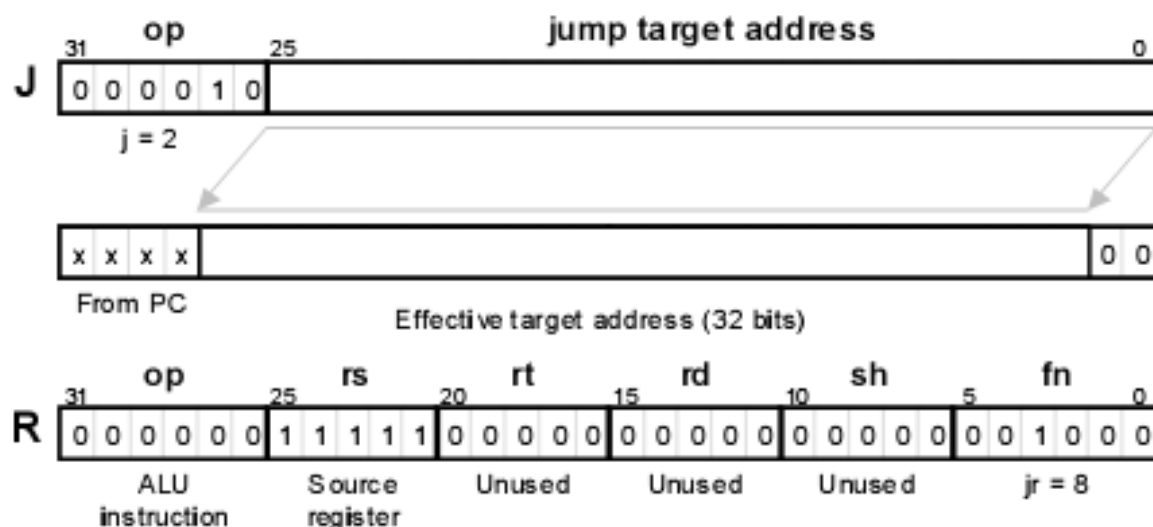 op jump target address
31 25 0
J 0 0 0 0 1 0
j = 2
x x x x 0 0
From PC
Effective target address (32 bits)
op rs rt rd sh fn
31 25 20 15 10 5 0
R 0 0 0 0 0 0 1 1 1 1 1 0 0 0 0 0 0 0 0 0 0 0 0 0 0 0 0 0 1 0 0 0
ALU Source Unused Unused Unused jr = 8
instruction register